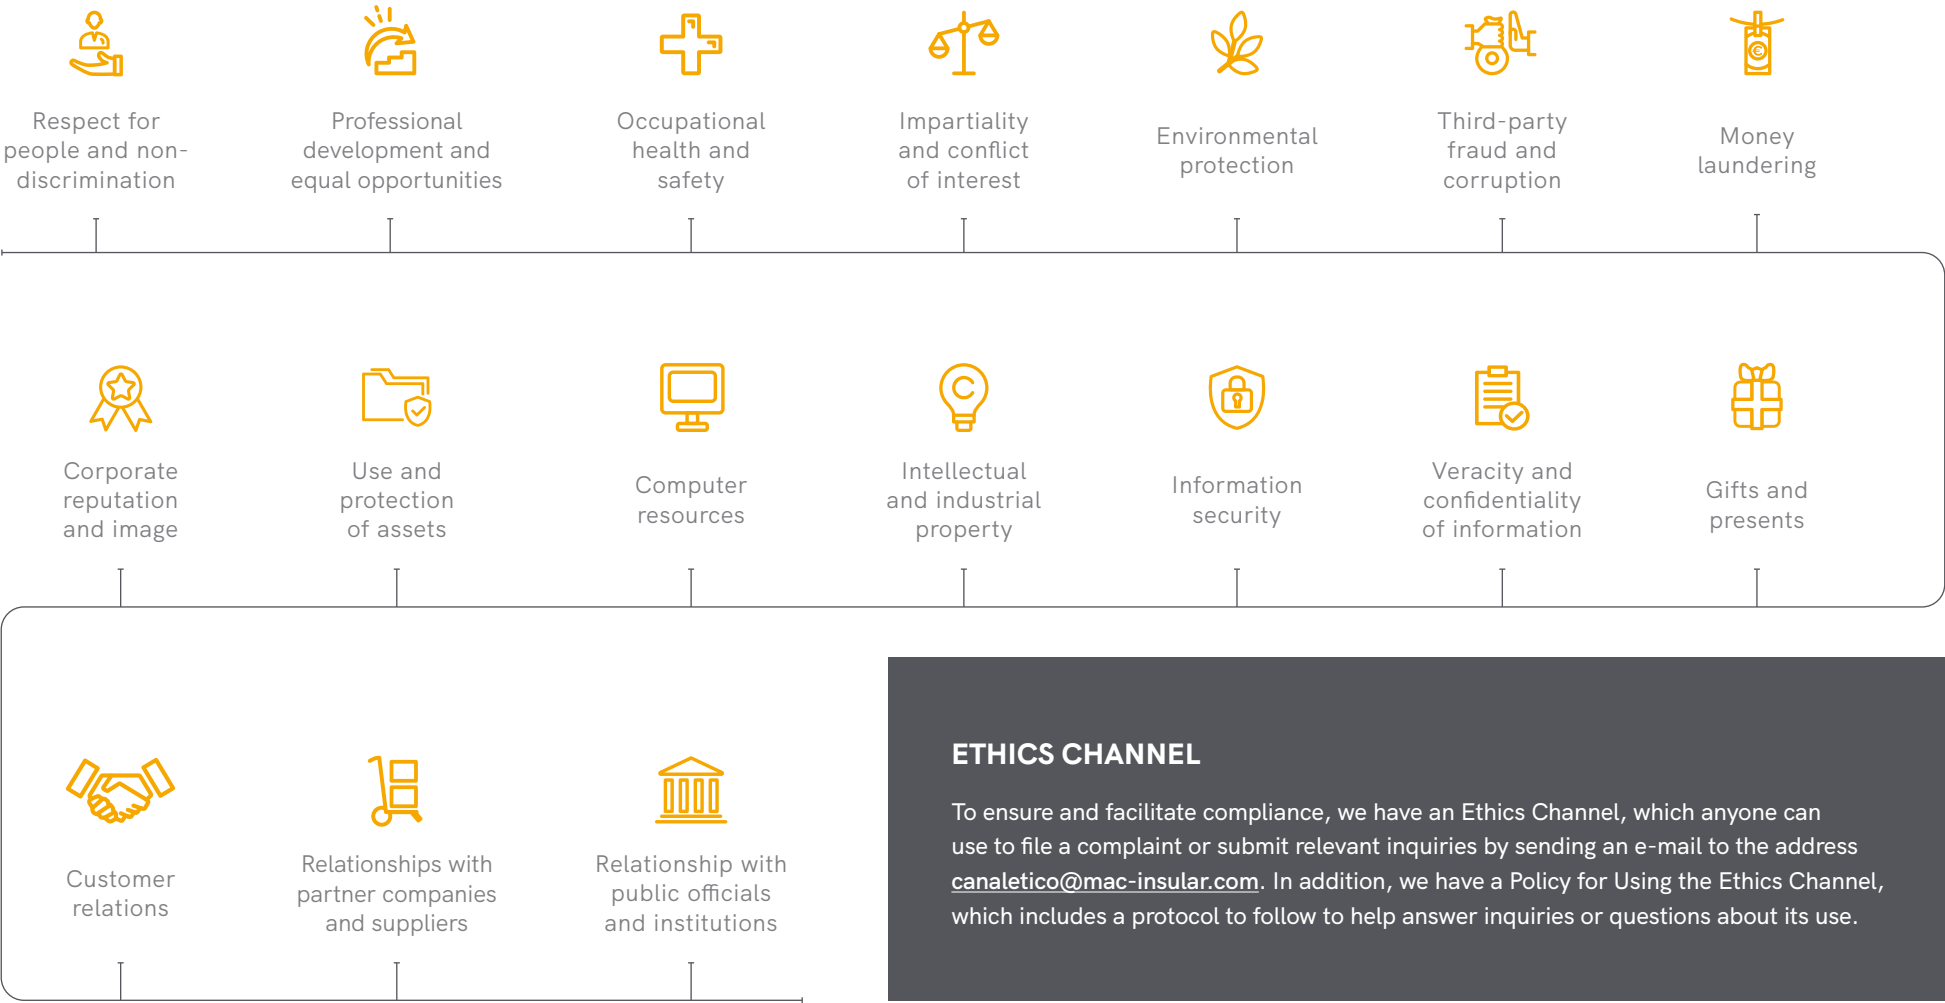 Respect for
people and non-
discrimination
Professional
development and
equal opportunities
Occupational
health and
safety
Impartiality
and conflict
of interest
Environmental
protection
Third-party
fraud and
corruption
Money
laundering
Corporate
reputation
and image
Use and
protection
of assets
Computer
resources
Intellectual
and industrial
property
Information
security
Veracity and
confidentiality
of information
Gifts and
presents
Customer
relations
Relationships with
partner companies
and suppliers
Relationship with
public officials
and institutions
ETHICS CHANNEL
To ensure and facilitate compliance, we have an Ethics Channel, which anyone can
use to file a complaint or submit relevant inquiries by sending an e-mail to the address
canaletico@mac-insular.com. In addition, we have a Policy for Using the Ethics Channel,
which includes a protocol to follow to help answer inquiries or questions about its use.